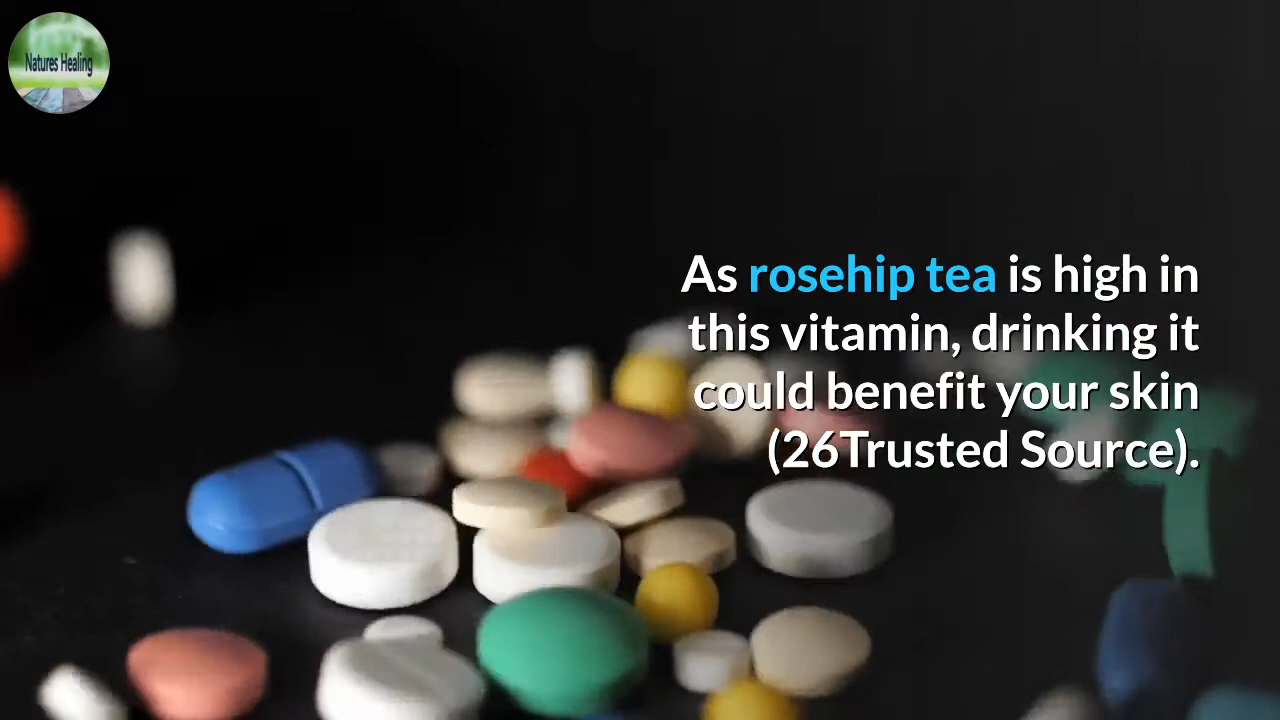 Natures Healing
As rosehip tea is high in
this vitamin, drinking it
could benefit your skin
(26Trusted Source).